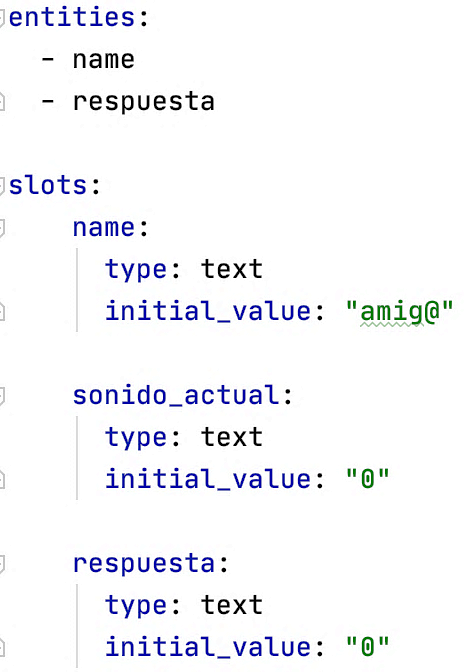 entities:
  - name
  - respuesta
slots:
    name:
      type: text
      initial_value: "amig@"
    sonido_actual:
      type: text
      initial_value: "0"
    respuesta:
      type: text
      initial_value: "0"